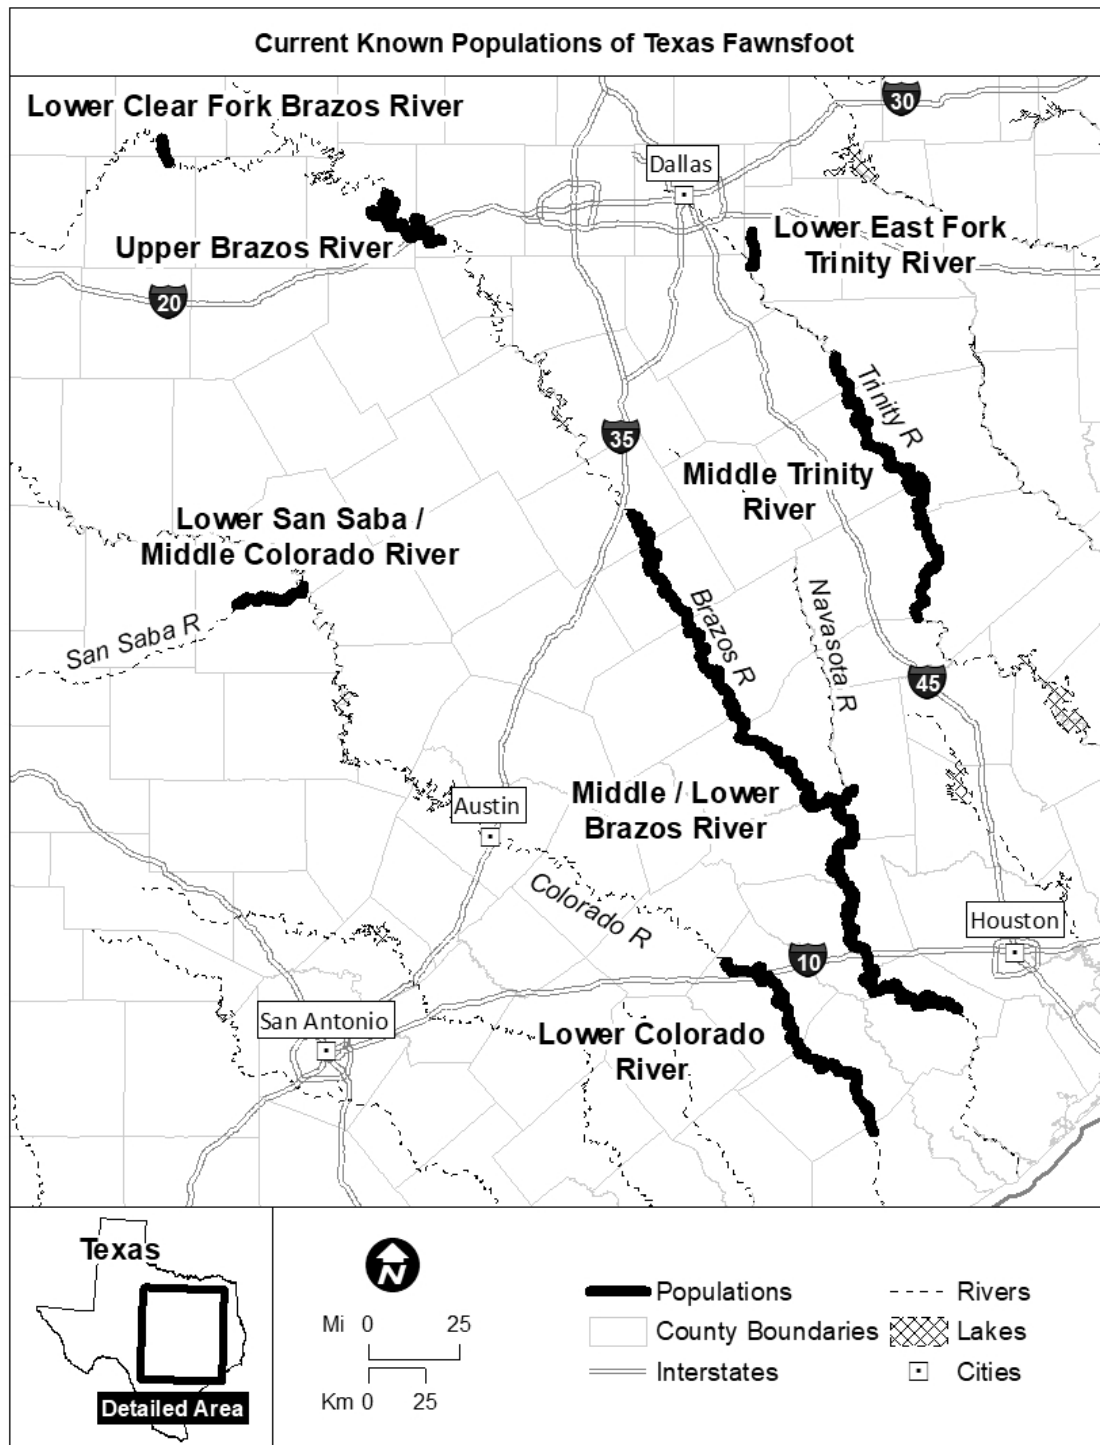 Current Known Populations of Texas Fawnsfoot
Lower Clear Fork Brazos River
30
Dallas
Upper Brazos River
Lower East Fork
Trinity River
20
Trinity R
35
Middle Trinity
River
Lower San Saba /
Middle Colorado River
San Saba R
Brazos R
Navasota R
45
Middle / Lower
Brazos River
Austin
Colorado R
Houston
10
San Antonio
Lower Colorado
River
Texas
Detailed Area
N
Mi 0 25
Km 0 25
Populations
County Boundaries
Interstates
Rivers
Lakes
Cities